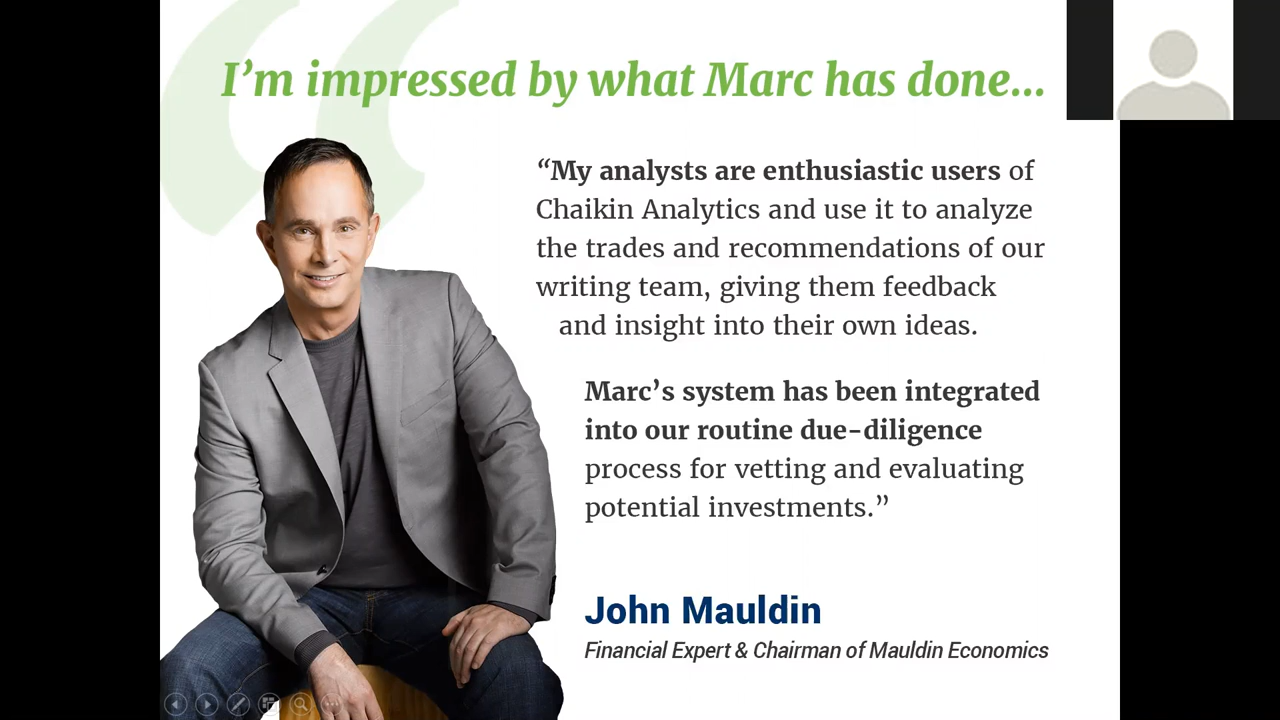 I’m impressed by what Marc has done...
“My analysts are enthusiastic users of
Chaikin Analytics and use it to analyze
the trades and recommendations of our
writing team, giving them feedback
and insight into their own ideas.
Marc’s system has been integrated
into our routine due-diligence
process for vetting and evaluating
potential investments.”
John Mauldin
Financial Expert & Chairman of Mauldin Economics